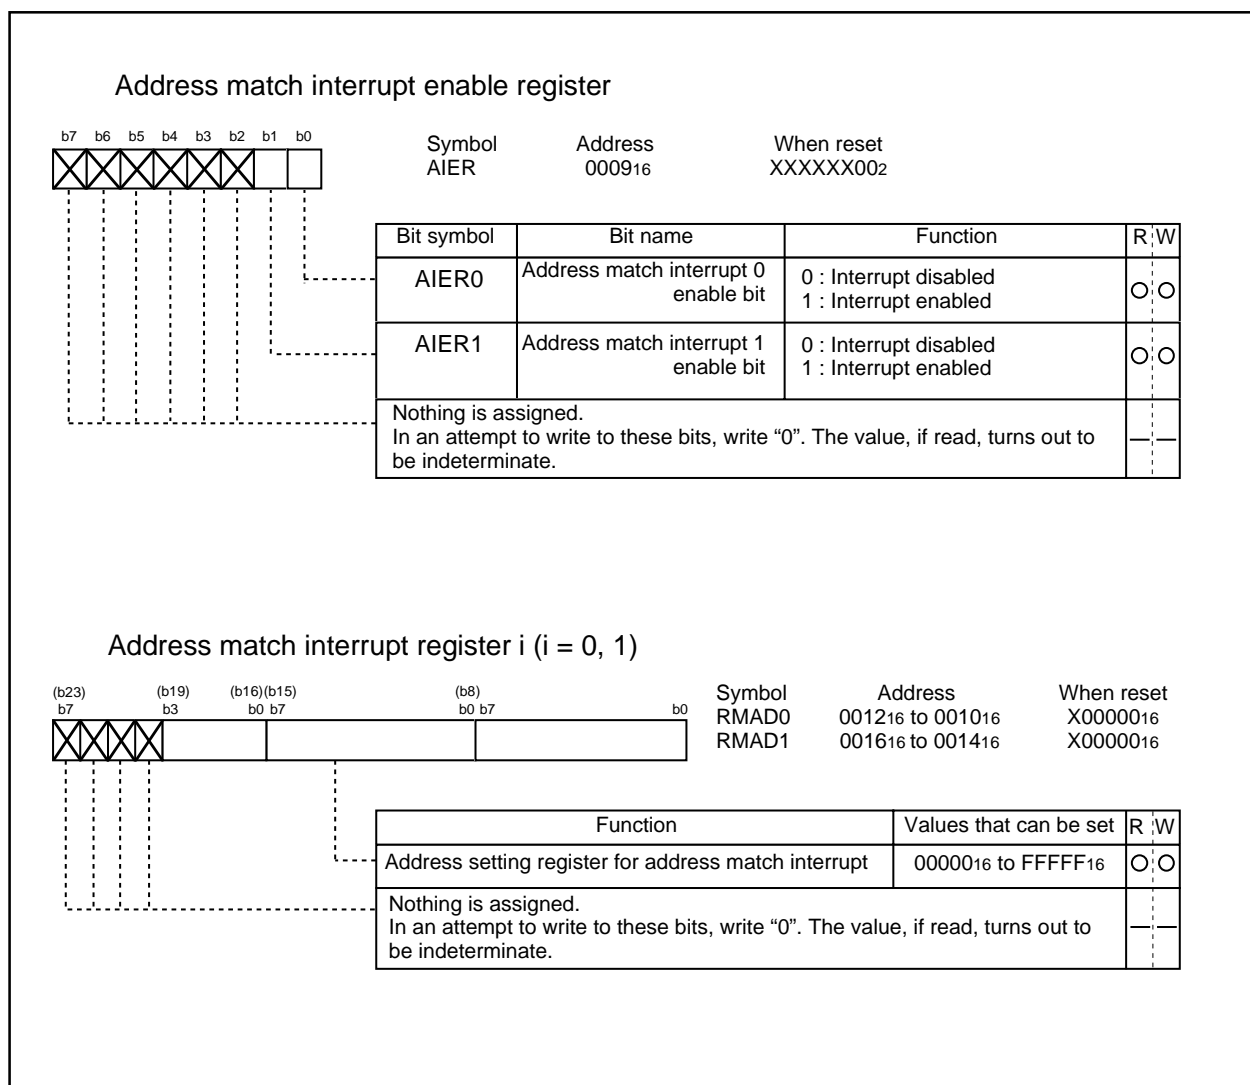 Address match interrupt enable register
b7 b6 b5 b4 b3 b2 b1 b0
Symbol Address When reset
AIER 000916 XXXXXX002
Bit symbol Bit name Function R W
AIER0 Address match interrupt 0 enable bit 0 : Interrupt disabled
1 : Interrupt enabled
AIER1 Address match interrupt 1 enable bit 0 : Interrupt disabled
1 : Interrupt enabled
Nothing is assigned.
In an attempt to write to these bits, write “0”. The value, if read, turns out to
be indeterminate.
Address match interrupt register i (i = 0, 1)
(b23) (b19) (b16)(b15) (b8)
b7 b3 b0 b7 b0 b7 b0
Symbol Address When reset
RMAD0 001216 to 001016 X0000016
RMAD1 001616 to 001416 X0000016
Function Values that can be set R W
Address setting register for address match interrupt 0000016 to FFFFF16
Nothing is assigned.
In an attempt to write to these bits, write “0”. The value, if read, turns out to
be indeterminate.